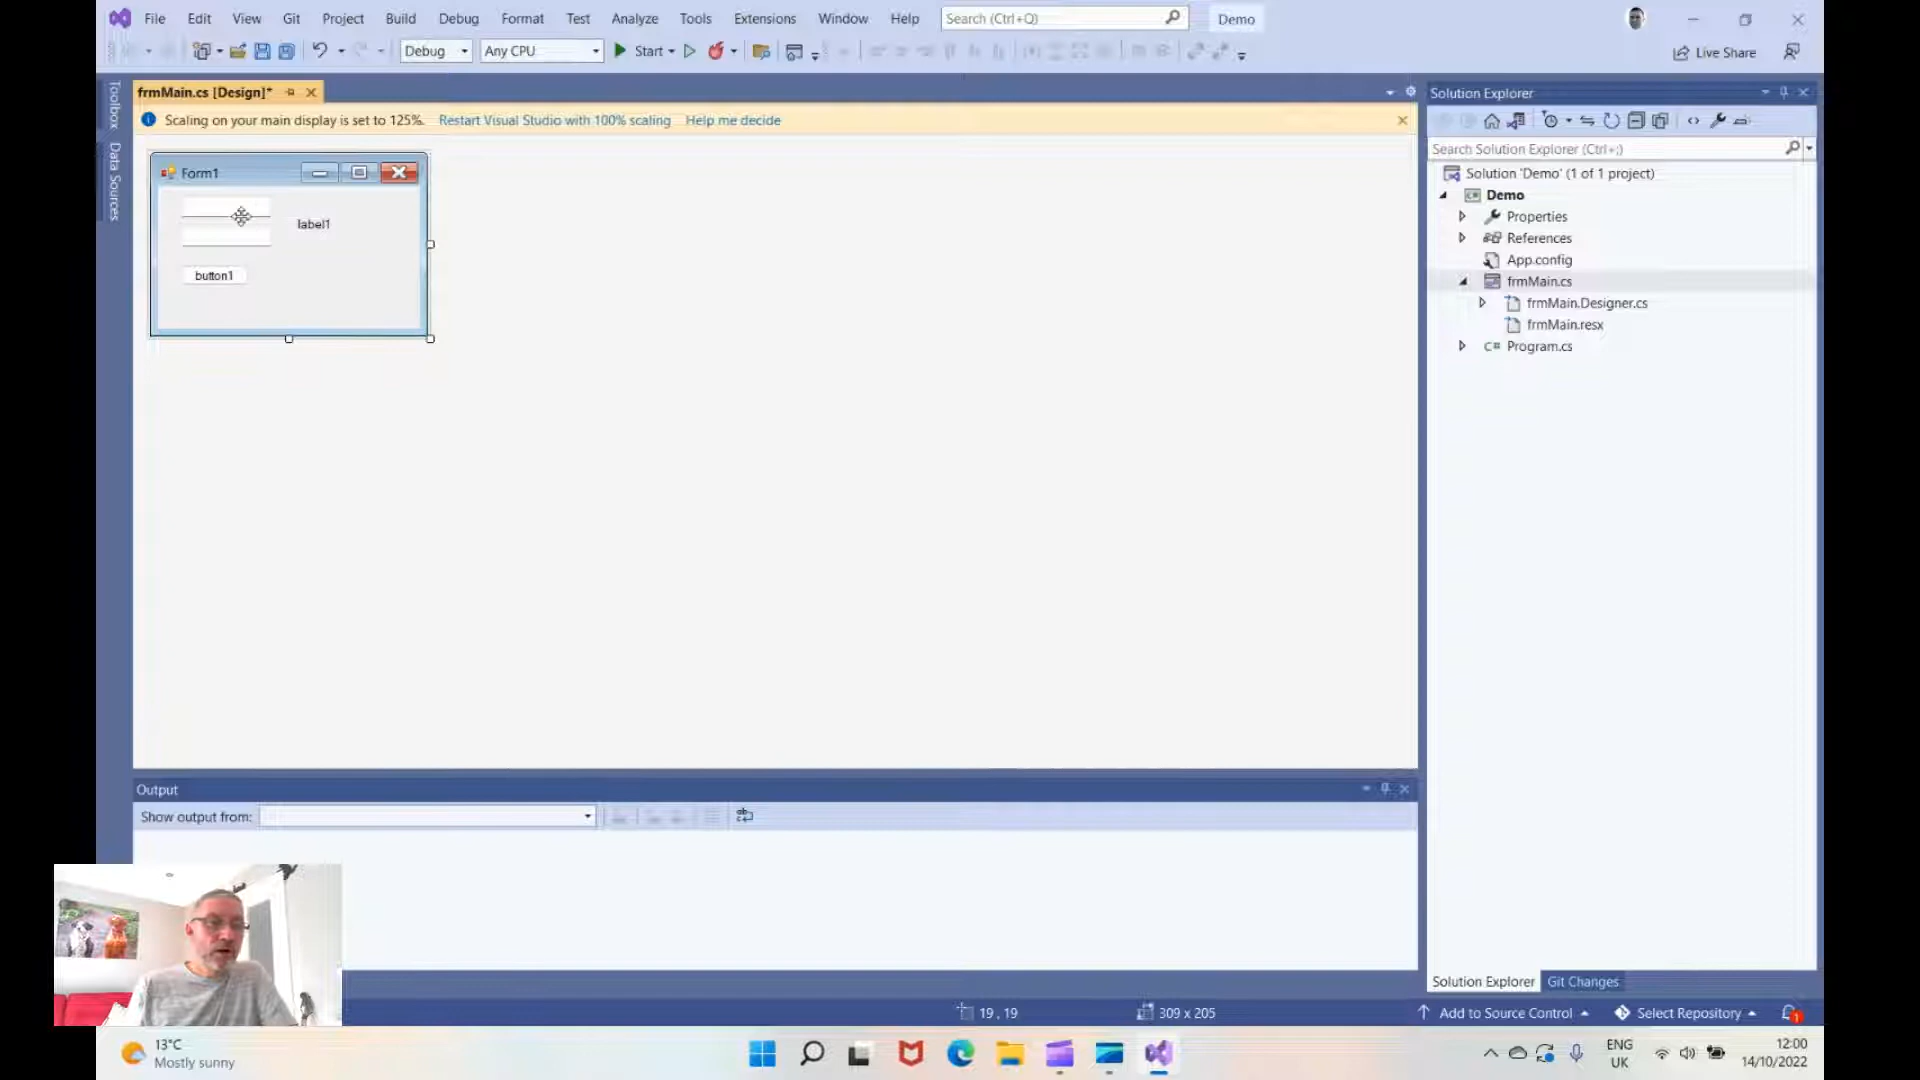 File Edit View Git Project Build Debug Format Test Analyze Tools Extensions Window Help Search (Ctrl+Q) Demo
Debug Any CPU Start Live Share
frmMain.cs [Design]*
Scaling on your main display is set to 125%. Restart Visual Studio with 100% scaling Help me decide
Toolbox
Data Sources
Form1
label1
button1
Solution Explorer
Search Solution Explorer (Ctrl+;)
Solution 'Demo' (1 of 1 project)
Demo
Properties
References
App.config
frmMain.cs
frmMain.Designer.cs
frmMain.resx
C# Program.cs
Output
Show output from:
Solution Explorer Git Changes
19 , 19 309 x 205 Add to Source Control Select Repository 1
13°C
Mostly sunny
ENG
UK
12:00
14/10/2022